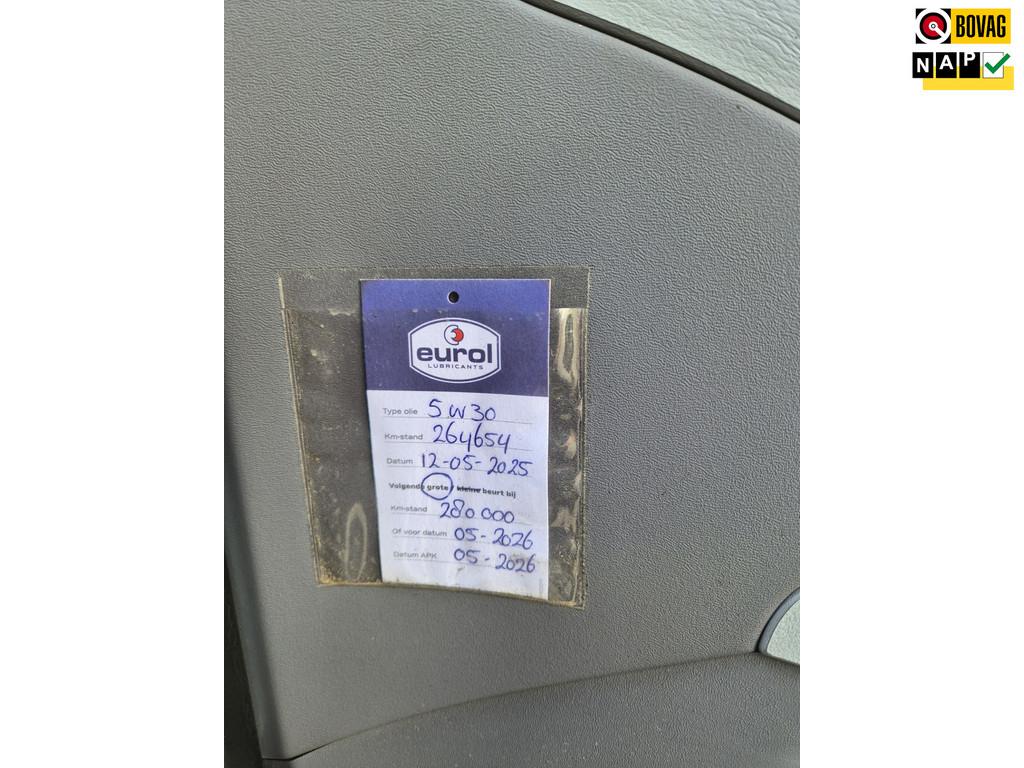 BOVAG
NAP
eurol
LUBRICANTS
Type olie 5W30
Km-stand 264654
Datum 12-05-2025
Volgende grote / kleine beurt bij
Km-stand 280 000
Of voor datum 05-2026
Datum APK 05-2026